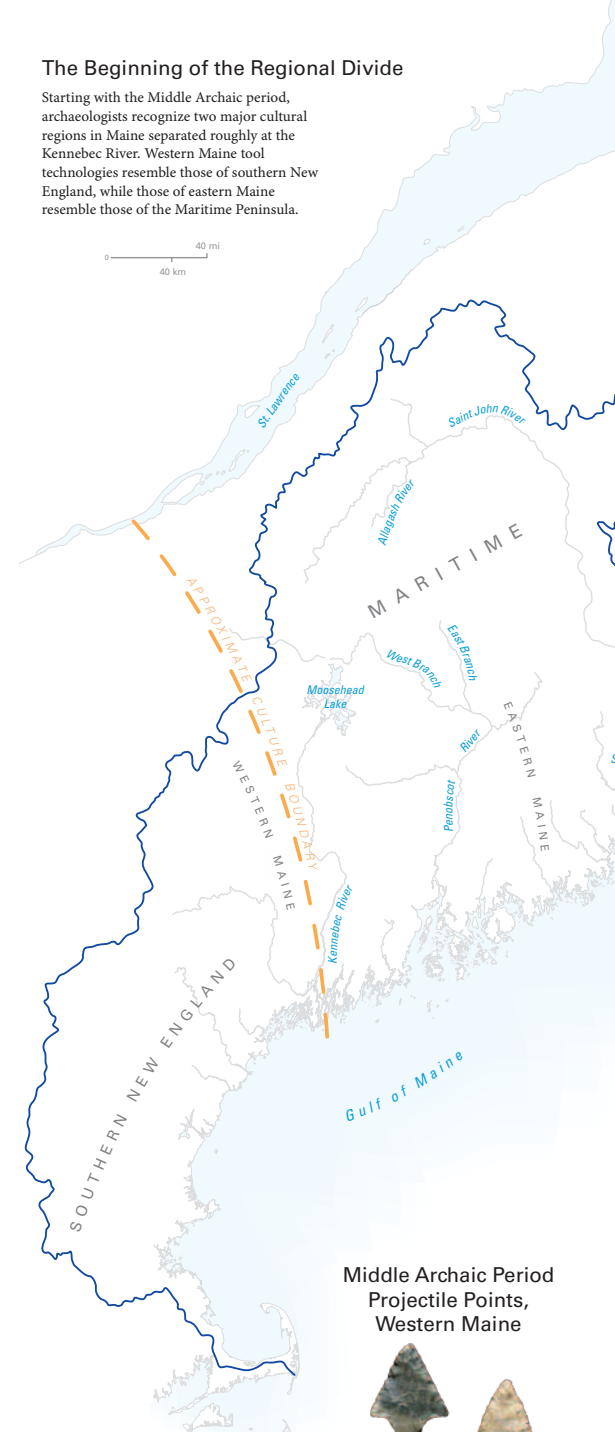 The Beginning of the Regional Divide
Starting with the Middle Archaic period,
archaeologists recognize two major cultural
regions in Maine separated roughly at the
Kennebec River. Western Maine tool
technologies resemble those of southern New
England, while those of eastern Maine
resemble those of the Maritime Peninsula.
40 mi
0
40 km
St. Lawrence
Saint John River
Allagash River
MARITIME
APPROXIMATE CULTURE BOUNDARY
East Branch
West Branch
Moosehead
Lake
EASTERN MAINE
River
Penobscot
WESTERN MAINE
Kennebec River
SOUTHERN NEW ENGLAND
Gulf of Maine
Middle Archaic Period
Projectile Points,
Western Maine